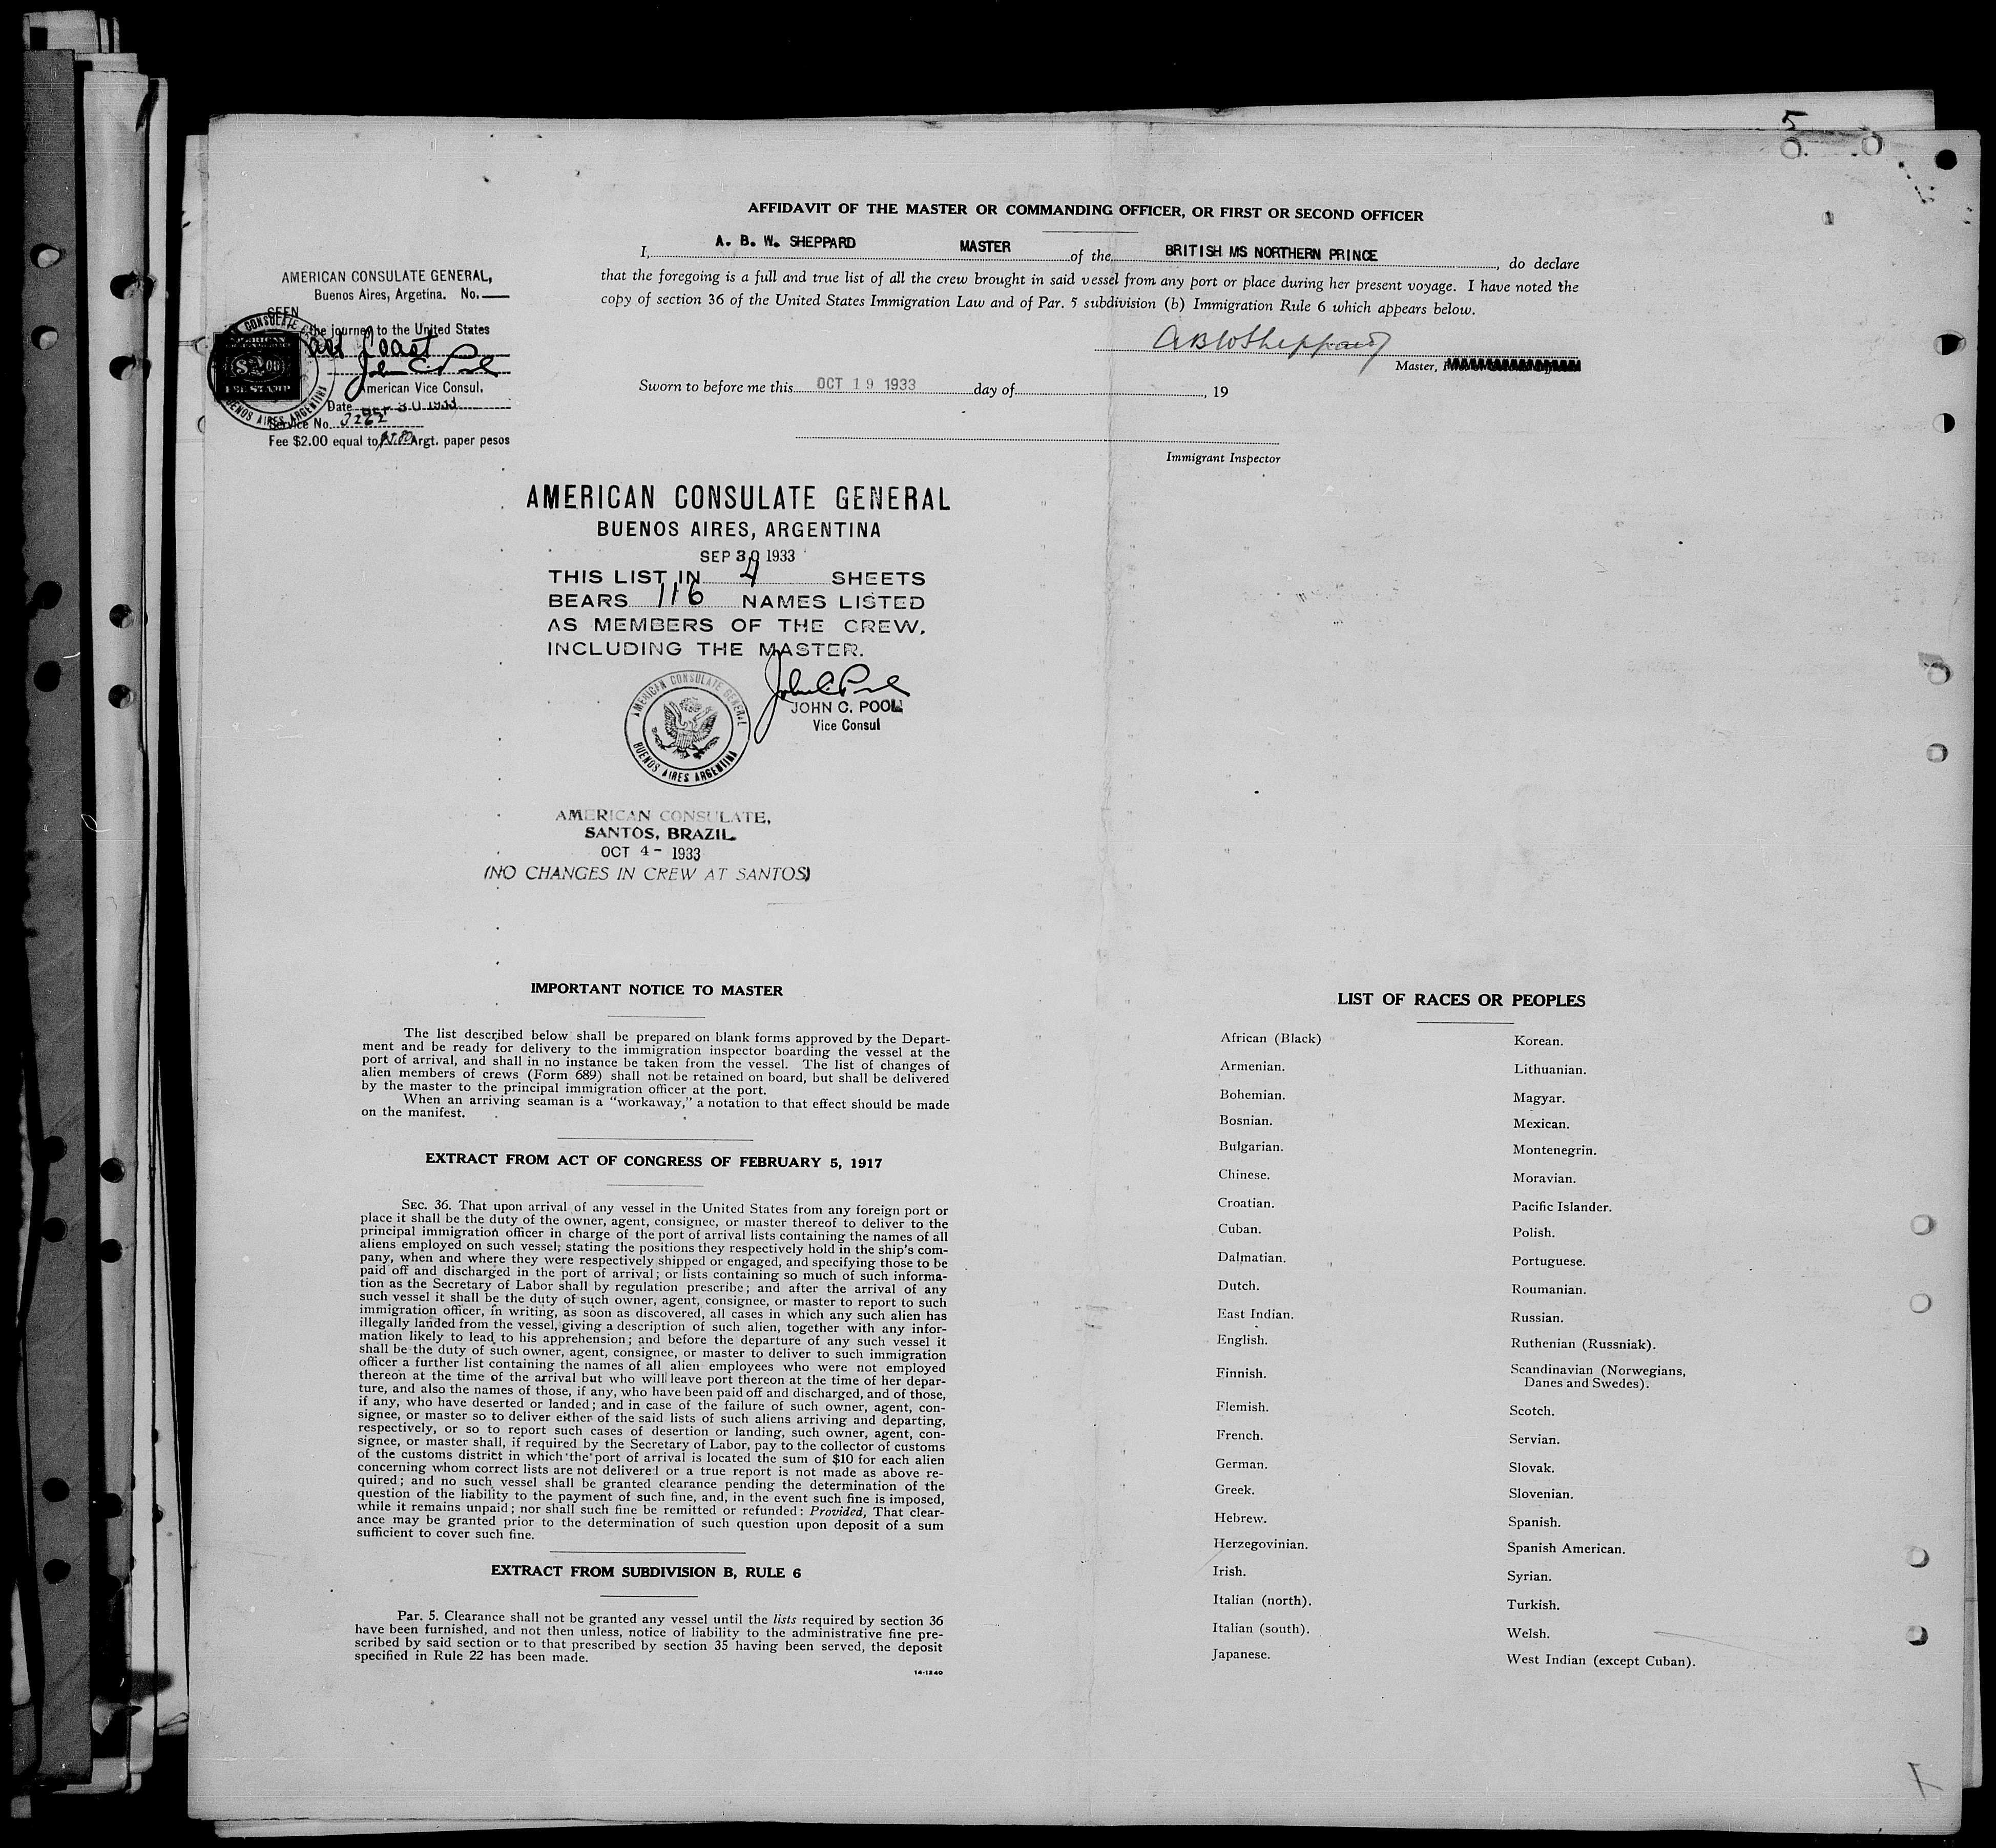 5
AFFIDAVIT OF THE MASTER OR COMMANDING OFFICER, OR FIRST OR SECOND OFFICER
I, A. B. W. SHEPPARD MASTER of the BRITISH MS NORTHERN PRINCE, do declare
that the foregoing is a full and true list of all the crew brought in said vessel from any port or place during her present voyage. I have noted the
copy of section 36 of the United States Immigration Law and of Par. 5 subdivision (b) Immigration Rule 6 which appears below.
ABWSheppard
Master,
Sworn to before me this OCT 19 1933 day of, 19
Immigrant Inspector
AMERICAN CONSULATE GENERAL,
Buenos Aires, Argetina. No.
SEEN
the journey to the United States
Coast
John C. Pool
American Vice Consul.
Date SEP 30 1933
Service No. 3262
Fee $2.00 equal to Argt. paper pesos
$2.00
FEE STAMP
BUENOS AIRES ARGENTINA
AMERICAN CONSULATE GENERAL
BUENOS AIRES, ARGENTINA
SEP 30 1933
THIS LIST IN 4 SHEETS
BEARS 116 NAMES LISTED
AS MEMBERS OF THE CREW,
INCLUDING THE MASTER.
John C Pool
JOHN C. POOL
Vice Consul
AMERICAN CONSULATE GENERAL
BUENOS AIRES ARGENTINA
AMERICAN CONSULATE,
SANTOS, BRAZIL.
OCT 4 - 1933
(NO CHANGES IN CREW AT SANTOS)
IMPORTANT NOTICE TO MASTER
The list described below shall be prepared on blank forms approved by the Depart-
ment and be ready for delivery to the immigration inspector boarding the vessel at the
port of arrival, and shall in no instance be taken from the vessel. The list of changes of
alien members of crews (Form 689) shall not be retained on board, but shall be delivered
by the master to the principal immigration officer at the port.
When an arriving seaman is a "workaway," a notation to that effect should be made
on the manifest.
EXTRACT FROM ACT OF CONGRESS OF FEBRUARY 5, 1917
SEC. 36. That upon arrival of any vessel in the United States from any foreign port or
place it shall be the duty of the owner, agent, consignee, or master thereof to deliver to the
principal immigration officer in charge of the port of arrival lists containing the names of all
aliens employed on such vessel; stating the positions they respectively hold in the ship's com-
pany, when and where they were respectively shipped or engaged, and specifying those to be
paid off and discharged in the port of arrival; or lists containing so much of such informa-
tion as the Secretary of Labor shall by regulation prescribe; and after the arrival of any
such vessel it shall be the duty of such owner, agent, consignee, or master to report to such
immigration officer, in writing, as soon as discovered, all cases in which any such alien has
illegally landed from the vessel, giving a description of such alien, together with any infor-
mation likely to lead to his apprehension; and before the departure of any such vessel it
shall be the duty of such owner, agent, consignee, or master to deliver to such immigration
officer a further list containing the names of all alien employees who were not employed
thereon at the time of the arrival but who will leave port thereon at the time of her depar-
ture, and also the names of those, if any, who have been paid off and discharged, and of those,
if any, who have deserted or landed; and in case of the failure of such owner, agent, con-
signee, or master so to deliver either of the said lists of such aliens arriving and departing,
respectively, or so to report such cases of desertion or landing, such owner, agent, con-
signee, or master shall, if required by the Secretary of Labor, pay to the collector of customs
of the customs district in which the port of arrival is located the sum of $10 for each alien
concerning whom correct lists are not delivered or a true report is not made as above re-
quired; and no such vessel shall be granted clearance pending the determination of the
question of the liability to the payment of such fine, and, in the event such fine is imposed,
while it remains unpaid; nor shall such fine be remitted or refunded: Provided, That clear-
ance may be granted prior to the determination of such question upon deposit of a sum
sufficient to cover such fine.
EXTRACT FROM SUBDIVISION B, RULE 6
Par. 5. Clearance shall not be granted any vessel until the lists required by section 36
have been furnished, and not then unless, notice of liability to the administrative fine pre-
scribed by said section or to that prescribed by section 35 having been served, the deposit
specified in Rule 22 has been made.
14-1240
LIST OF RACES OR PEOPLES
African (Black)
Armenian.
Bohemian.
Bosnian.
Bulgarian.
Chinese.
Croatian.
Cuban.
Dalmatian.
Dutch.
East Indian.
English.
Finnish.
Flemish.
French.
German.
Greek.
Hebrew.
Herzegovinian.
Irish.
Italian (north).
Italian (south).
Japanese.
Korean.
Lithuanian.
Magyar.
Mexican.
Montenegrin.
Moravian.
Pacific Islander.
Polish.
Portuguese.
Roumanian.
Russian.
Ruthenian (Russniak).
Scandinavian (Norwegians,
Danes and Swedes).
Scotch.
Servian.
Slovak.
Slovenian.
Spanish.
Spanish American.
Syrian.
Turkish.
Welsh.
West Indian (except Cuban).